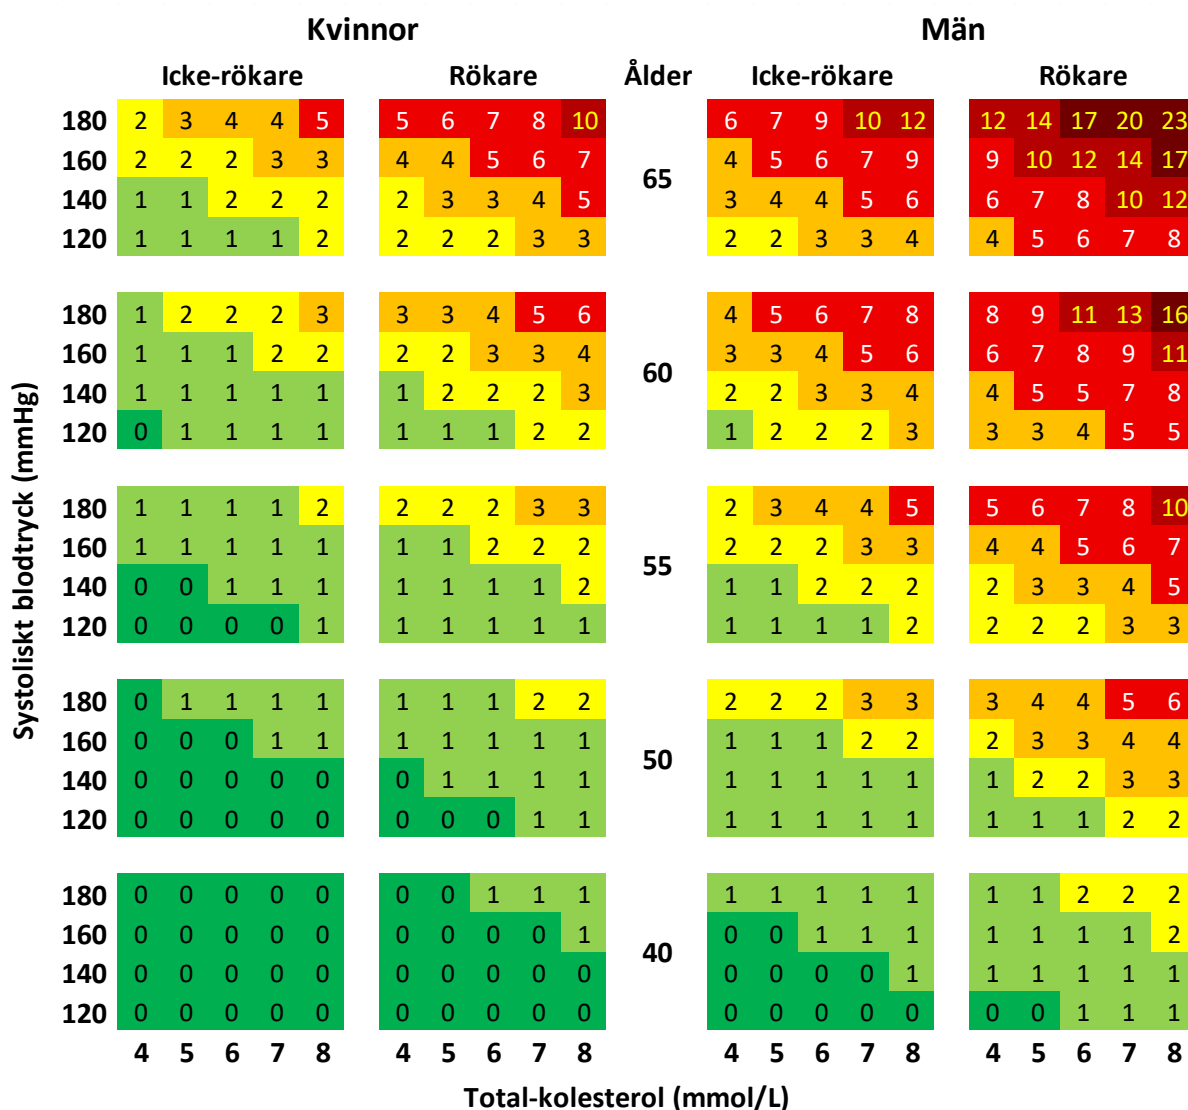 Kvinnor Män
Icke-rökare Rökare Ålder Icke-rökare Rökare
180 2 3 4 4 5 5 6 7 8 10 6 7 9 10 12 12 14 17 20 23
160 2 2 2 3 3 4 4 5 6 7 4 5 6 7 9 9 10 12 14 17
65
140 1 1 2 2 2 2 3 3 4 5 3 4 4 5 6 6 7 8 10 12
120 1 1 1 1 2 2 2 2 3 3 2 2 3 3 4 4 5 6 7 8
180 1 2 2 2 3 3 3 4 5 6 4 5 6 7 8 8 9 11 13 16
160 1 1 1 2 2 2 2 3 3 4 3 3 4 5 6 6 7 8 9 11
60
140 1 1 1 1 1 1 2 2 2 3 2 2 3 3 4 4 5 5 7 8
120 0 1 1 1 1 1 1 1 2 2 1 2 2 2 3 3 3 4 5 5
Systoliskt blodtryck (mmHg)
180 1 1 1 1 2 2 2 2 3 3 2 3 4 4 5 5 6 7 8 10
160 1 1 1 1 1 1 1 2 2 2 2 2 2 3 3 4 4 5 6 7
55
140 0 0 1 1 1 1 1 1 1 2 1 1 2 2 2 2 3 3 4 5
120 0 0 0 0 1 1 1 1 1 1 1 1 1 1 2 2 2 2 3 3
180 0 1 1 1 1 1 1 1 2 2 2 2 2 3 3 3 4 4 5 6
160 0 0 0 1 1 1 1 1 1 1 1 1 1 2 2 2 3 3 4 4
50
140 0 0 0 0 0 0 1 1 1 1 1 1 1 1 1 1 2 2 3 3
120 0 0 0 0 0 0 0 0 1 1 1 1 1 1 1 1 1 1 2 2
180 0 0 0 0 0 0 0 1 1 1 1 1 1 1 1 1 1 2 2 2
160 0 0 0 0 0 0 0 0 0 1 0 0 1 1 1 1 1 1 1 2
40
140 0 0 0 0 0 0 0 0 0 0 0 0 0 0 1 1 1 1 1 1
120 0 0 0 0 0 0 0 0 0 0 0 0 0 0 0 0 0 1 1 1
4 5 6 7 8 4 5 6 7 8 4 5 6 7 8 4 5 6 7 8
Total-kolesterol (mmol/L)